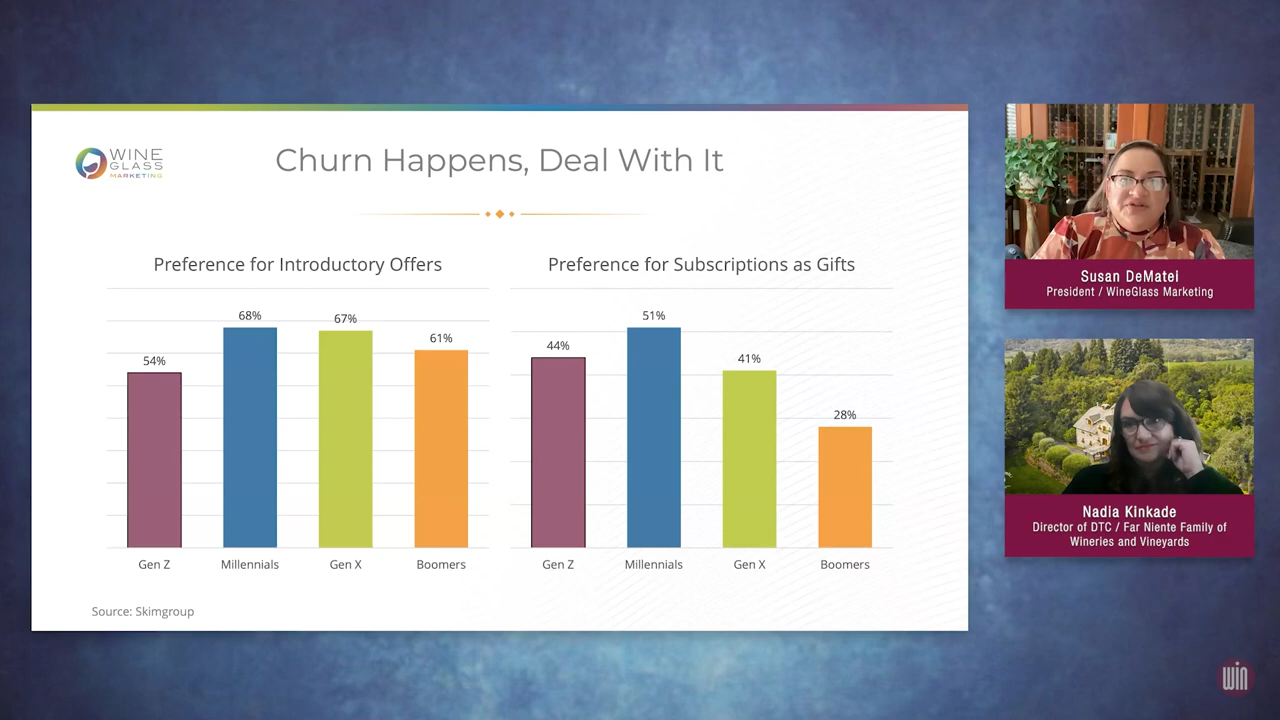 WINE
GLASS
MARKETING
Churn Happens, Deal With It
Preference for Introductory Offers
68%
67%
61%
54%
Gen Z
Millennials
Gen X
Boomers
Preference for Subscriptions as Gifts
51%
44%
41%
28%
Gen Z
Millennials
Gen X
Boomers
Source: Skimgroup
Susan DeMatei
President / WineGlass Marketing
Nadia Kinkade
Director of DTC / Far Niente Family of
Wineries and Vineyards
win